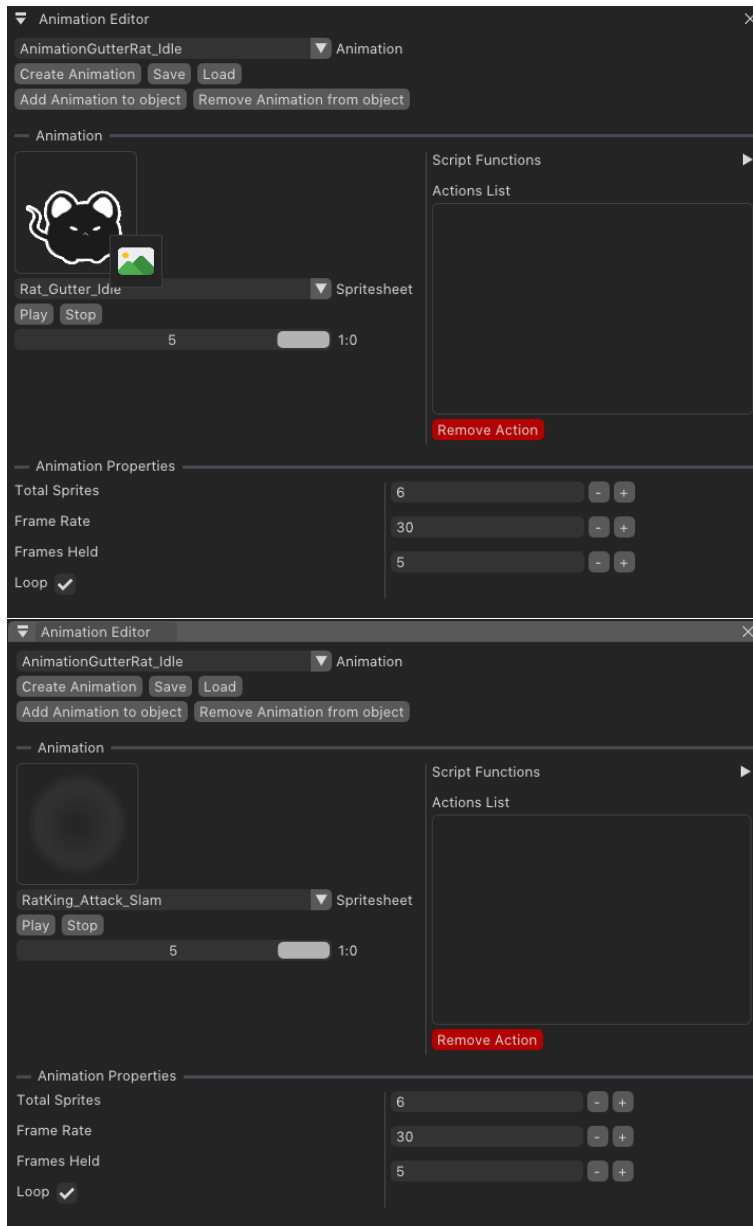 Animation Editor
AnimationGutterRat_Idle Animation
Create Animation Save Load
Add Animation to object Remove Animation from object
Animation
Script Functions
Actions List
Rat_Gutter_Idle Spritesheet
Play Stop
5 1:0
Remove Action
Animation Properties
Total Sprites 6 - +
Frame Rate 30 - +
Frames Held 5 - +
Loop
Animation Editor
AnimationGutterRat_Idle Animation
Create Animation Save Load
Add Animation to object Remove Animation from object
Animation
Script Functions
Actions List
RatKing_Attack_Slam Spritesheet
Play Stop
5 1:0
Remove Action
Animation Properties
Total Sprites 6 - +
Frame Rate 30 - +
Frames Held 5 - +
Loop